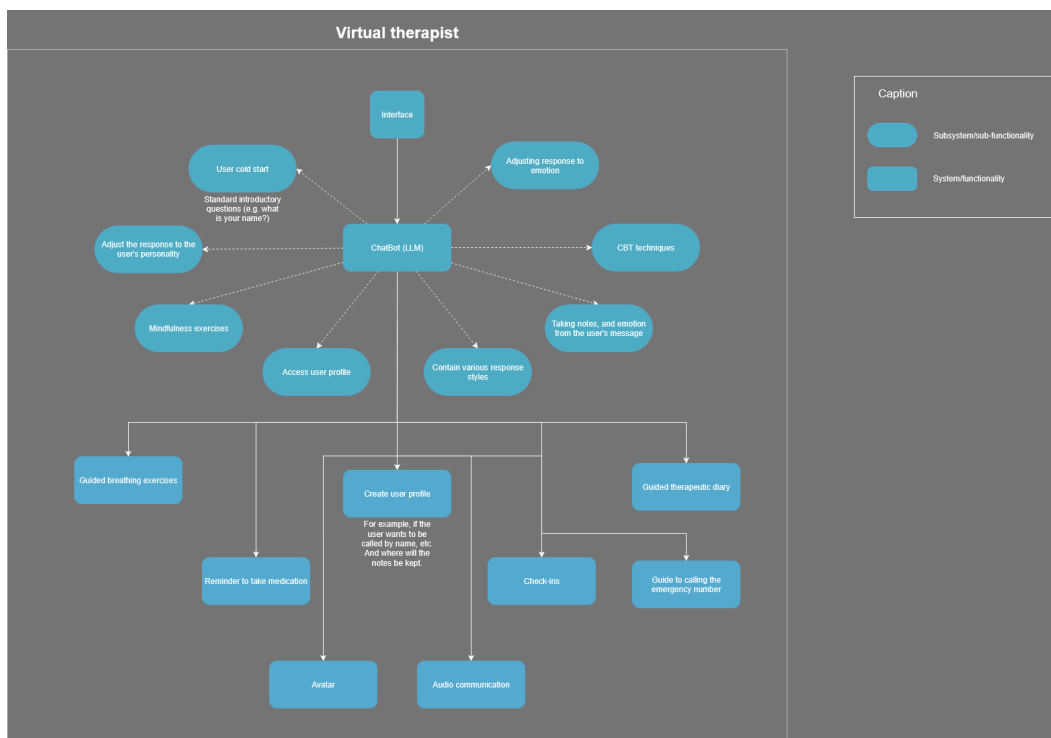 Virtual therapist
Caption
Interface
Subsystem/sub-functionality
System/functionality
User cold start
Standard introductory
questions (e.g. what
is your name?)
Adjusting response to
emotion
Adjust the response to the
user's personality
ChatBot (LLM)
CBT techniques
Mindfulness exercises
Taking notes, and emotion
from the user's message
Access user profile
Contain various response
styles
Guided breathing exercises
Create user profile
For example, if the
user wants to be
called by name, etc.
And where will the
notes be kept.
Guided therapeutic diary
Reminder to take medication
Check-ins
Guide to calling the
emergency number
Avatar
Audio communication